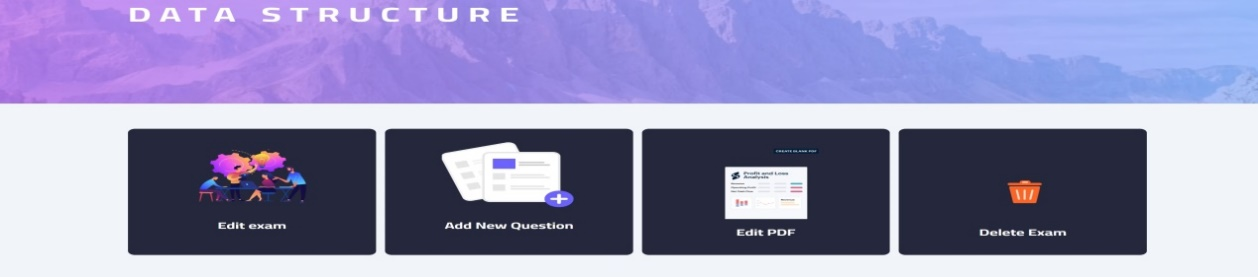 DATA STRUCTURE
Edit exam
Add New Question
CREATE BLANK PDF
Profit and Loss
Analysis
Edit PDF
Delete Exam